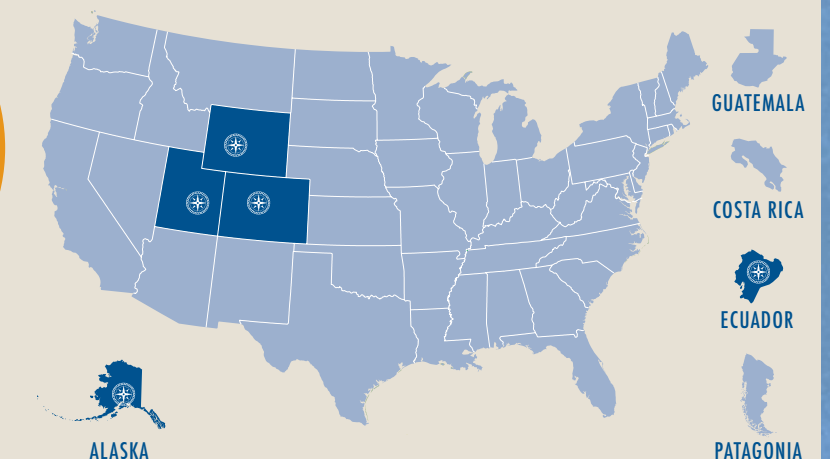 GUATEMALA
COSTA RICA
ECUADOR
ALASKA
PATAGONIA